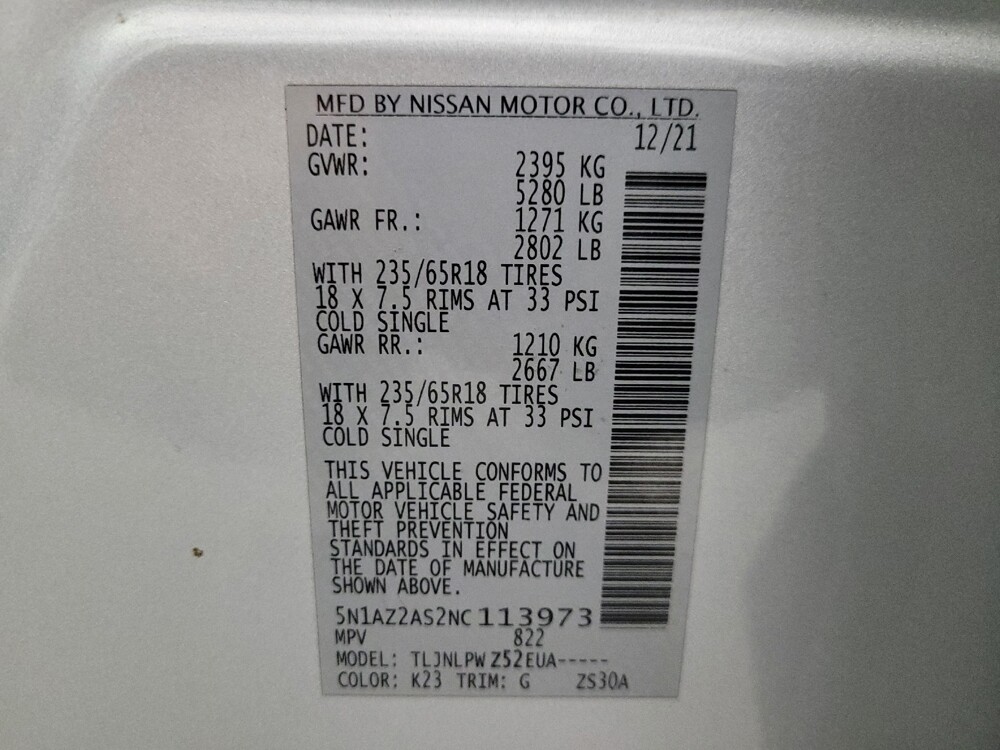 MFD BY NISSAN MOTOR CO., LTD.
DATE: 12/21
GVWR: 2395 KG
5280 LB
GAWR FR.: 1271 KG
2802 LB
WITH 235/65R18 TIRES
18 X 7.5 RIMS AT 33 PSI
COLD SINGLE
GAWR RR.: 1210 KG
2667 LB
WITH 235/65R18 TIRES
18 X 7.5 RIMS AT 33 PSI
COLD SINGLE
THIS VEHICLE CONFORMS TO
ALL APPLICABLE FEDERAL
MOTOR VEHICLE SAFETY AND
THEFT PREVENTION
STANDARDS IN EFFECT ON
THE DATE OF MANUFACTURE
SHOWN ABOVE.
5N1AZ2AS2NC113973
MPV 822
MODEL: TLJNLPW Z52EUA-----
COLOR: K23 TRIM: G ZS30A